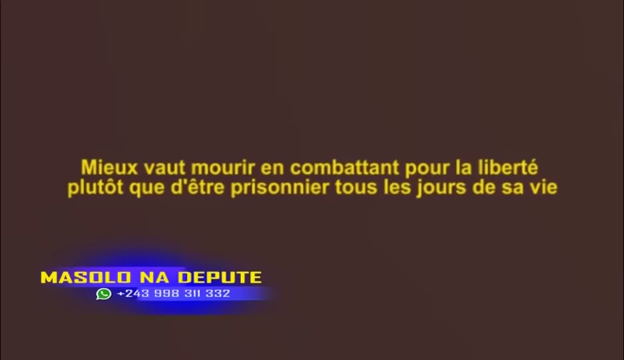 Mieux vaut mourir en combattant pour la liberté
plutôt que d'être prisonnier tous les jours de sa vie
MASOLO NA DEPUTE
+243 998 311 332